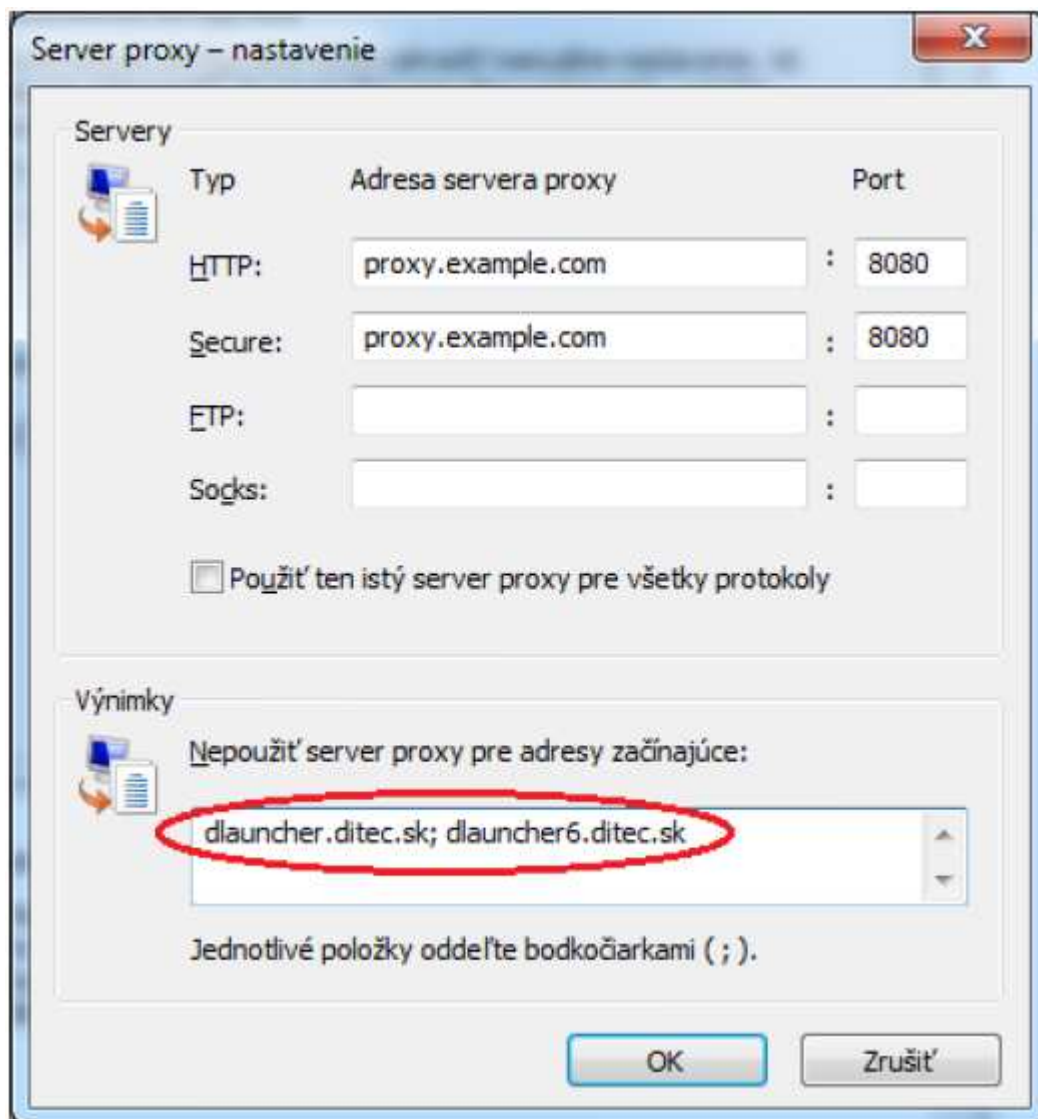 Server proxy – nastavenie
Servery
Typ Adresa servera proxy Port
HTTP: proxy.example.com : 8080
Secure: proxy.example.com : 8080
FTP: :
Socks: :
Použiť ten istý server proxy pre všetky protokoly
Výnimky
Nepoužiť server proxy pre adresy začínajúce:
dlauncher.ditec.sk; dlauncher6.ditec.sk
Jednotlivé položky oddeľte bodkočiarkami ( ; ).
OK Zrušiť